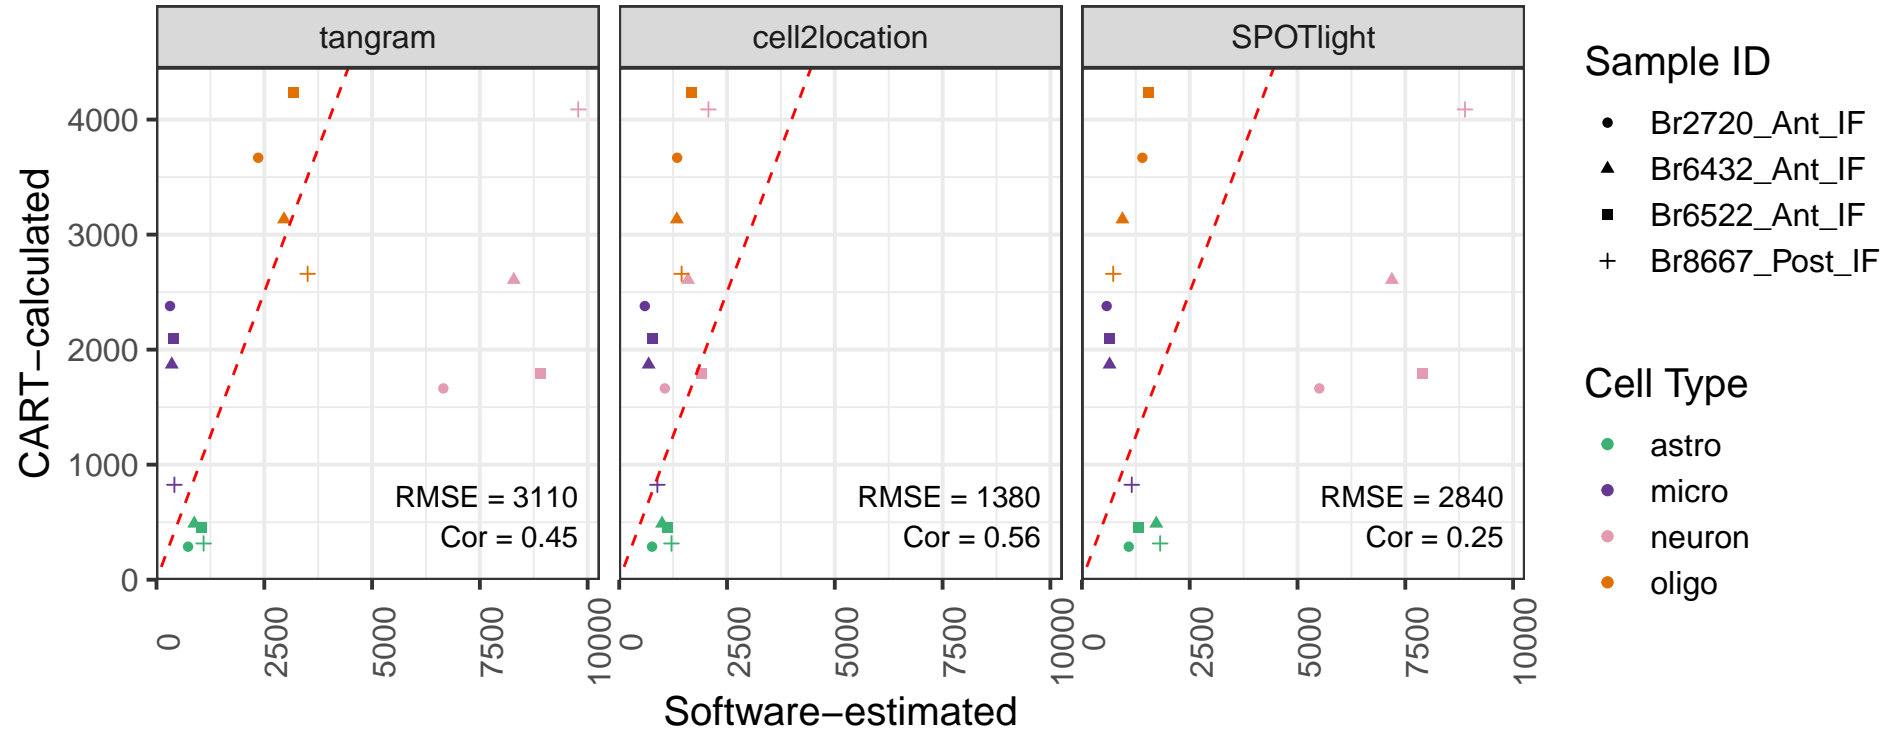 tangram
cell2location
SPOTlight
CART−calculated
4000
3000
2000
1000
0
RMSE = 3110
Cor = 0.45
RMSE = 1380
Cor = 0.56
RMSE = 2840
Cor = 0.25
0
2500
5000
7500
10000
0
2500
5000
7500
10000
0
2500
5000
7500
10000
Software−estimated
Sample ID
Br2720_Ant_IF
Br6432_Ant_IF
Br6522_Ant_IF
Br8667_Post_IF
Cell Type
astro
micro
neuron
oligo